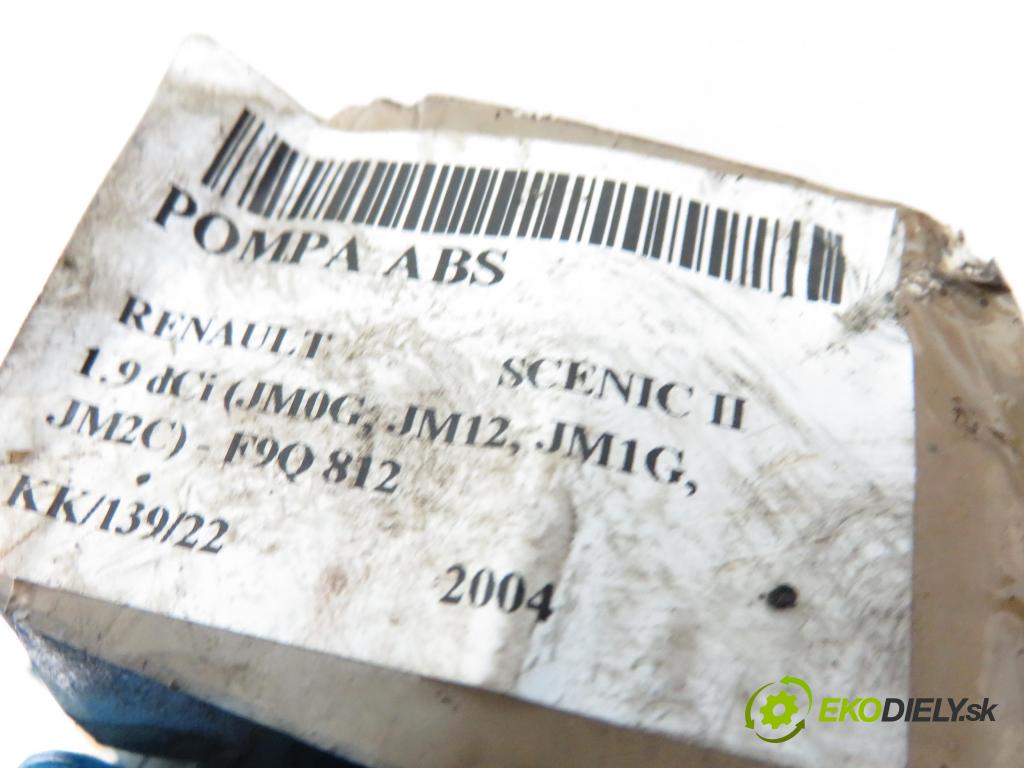 POMPA ABS
RENAULT SCENIC II
1.9 dCi (JM0G, JM12, JM1G,
JM2C) - F9Q 812
KK/139/22
2004
EKODIELY.sk